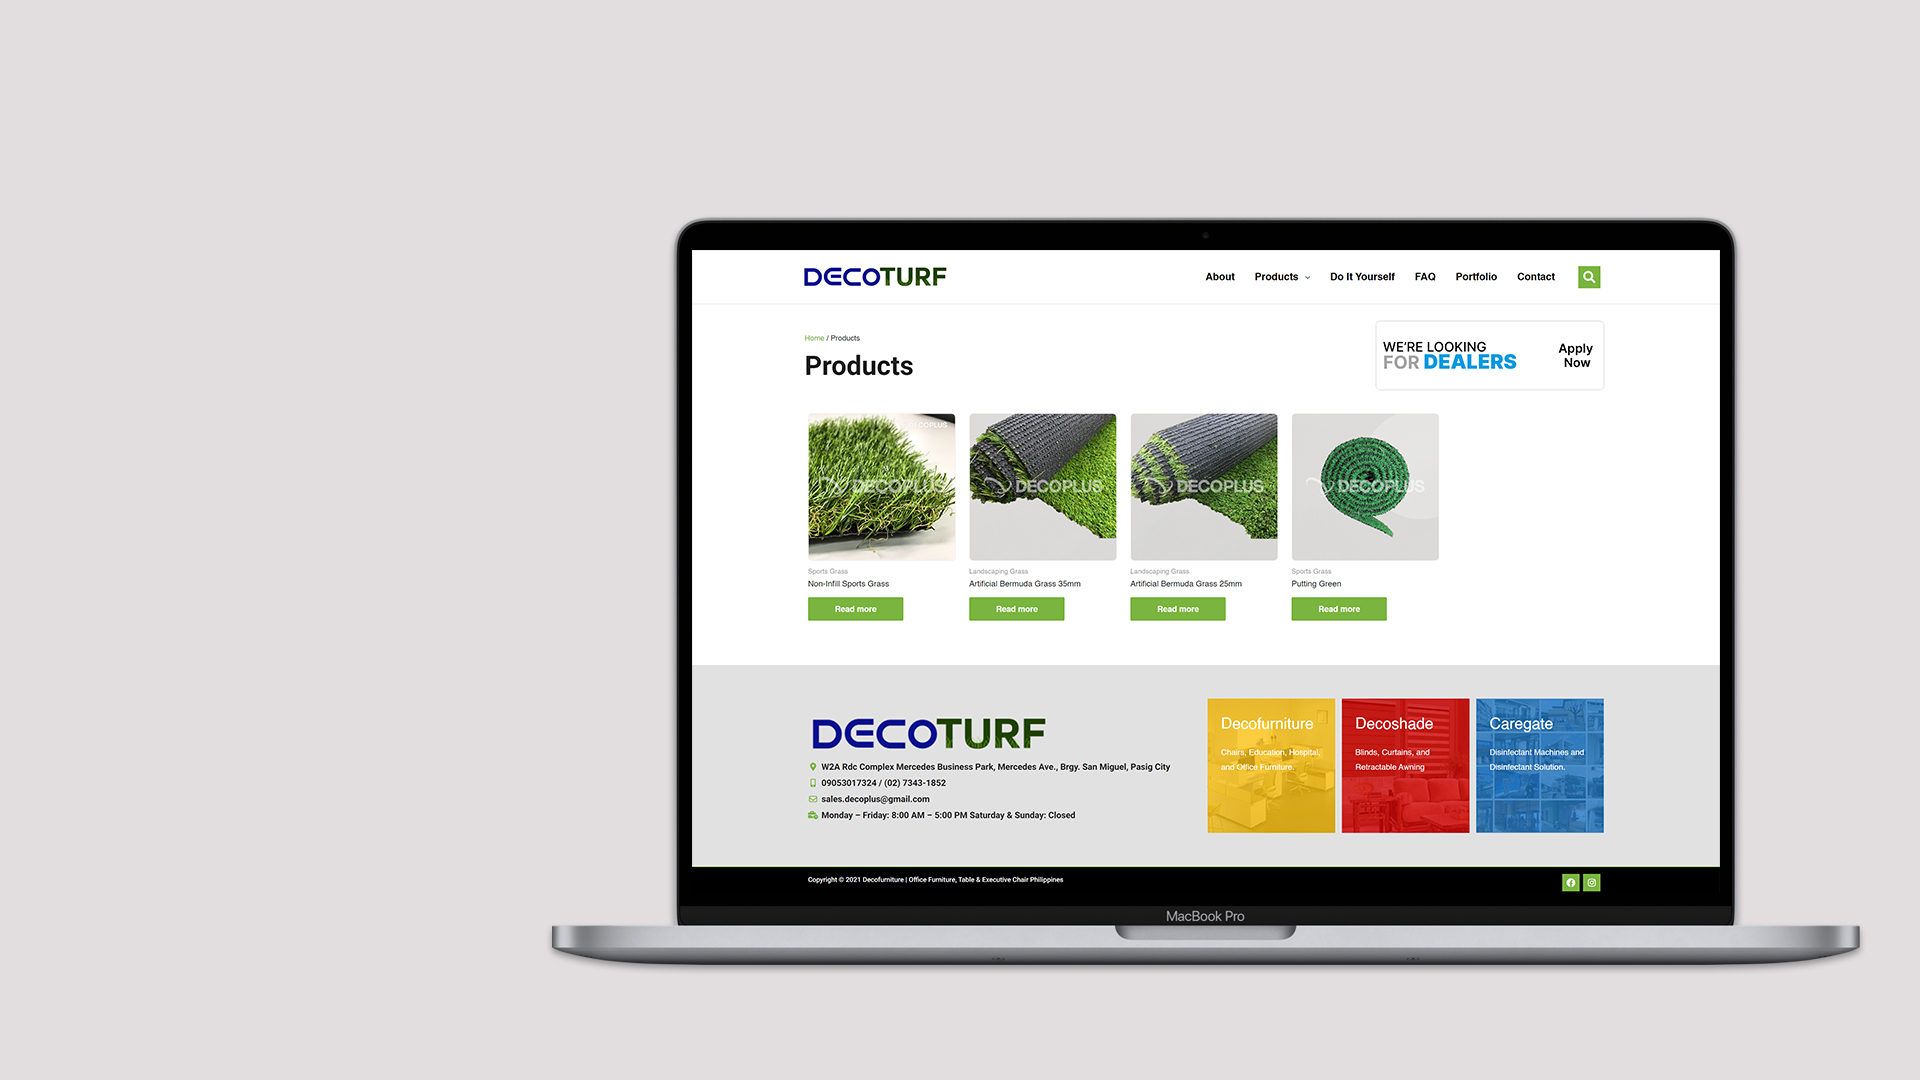 DECOTURF
About Products Do It Yourself FAQ Portfolio Contact
Home / Products
Products
WE'RE LOOKING
FOR DEALERS
Apply
Now
DECOPLUS
DECOPLUS
DECOPLUS
DECOPLUS
DECOPLUS
Sports Grass
Non-Infill Sports Grass
Read more
Landscaping Grass
Artificial Bermuda Grass 35mm
Read more
Landscaping Grass
Artificial Bermuda Grass 25mm
Read more
Sports Grass
Putting Green
Read more
DECOTURF
W2A Rdc Complex Mercedes Business Park, Mercedes Ave., Brgy. San Miguel, Pasig City
09053017324 / (02) 7343-1852
sales.decoplus@gmail.com
Monday – Friday: 8:00 AM – 5:00 PM Saturday & Sunday: Closed
Decofurniture
Chairs, Education, Hospital,
and Office Furniture.
Decoshade
Blinds, Curtains, and
Retractable Awning
Caregate
Disinfectant Machines and
Disinfectant Solution.
Copyright © 2021 Decofurniture | Office Furniture, Table & Executive Chair Philippines
MacBook Pro